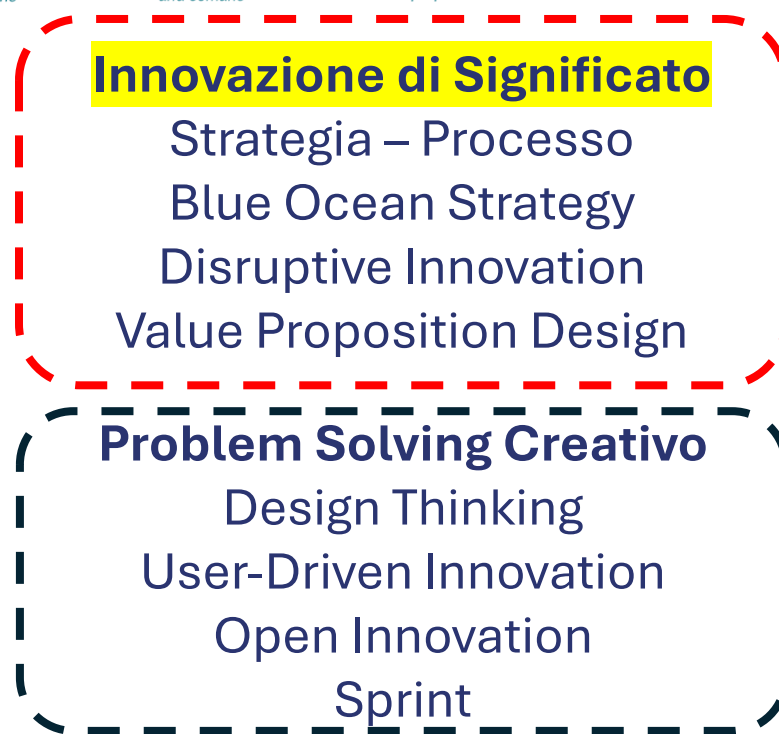 Innovazione di Significato
Strategia – Processo
Blue Ocean Strategy
Disruptive Innovation
Value Proposition Design
Problem Solving Creativo
Design Thinking
User-Driven Innovation
Open Innovation
Sprint